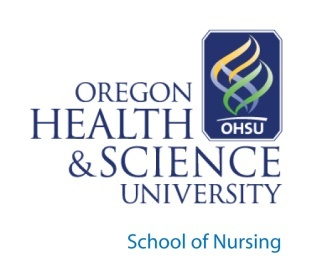 OREGON
HEALTH
& SCIENCE
UNIVERSITY
OHSU
School of Nursing